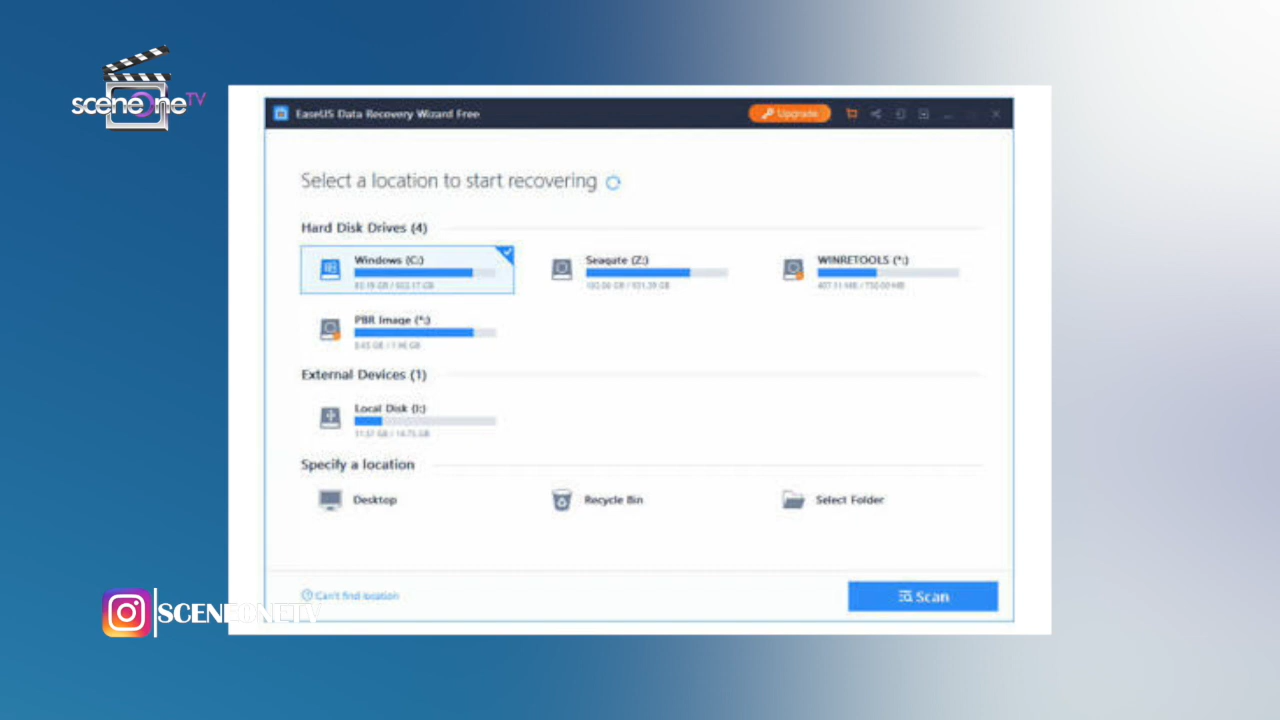 sceneOneTV
EaseUS Data Recovery Wizard Free
Upgrade
Select a location to start recovering
Hard Disk Drives (4)
Windows (C:)
Seagate (Z:)
WINRETOOLS (*:)
PBR Image (*:)
External Devices (1)
Local Disk (I:)
Specify a location
Desktop
Recycle Bin
Select Folder
Can't find location
Scan
SCENEONETV